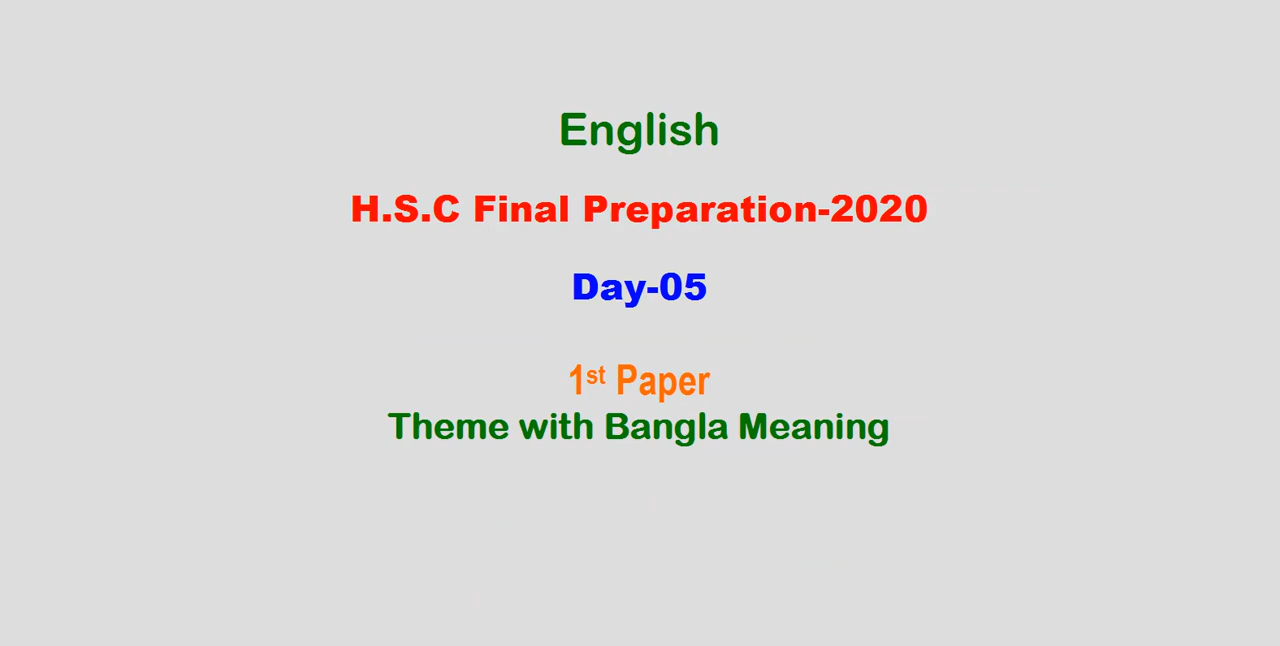 English
H.S.C Final Preparation-2020
Day-05
1st Paper
Theme with Bangla Meaning